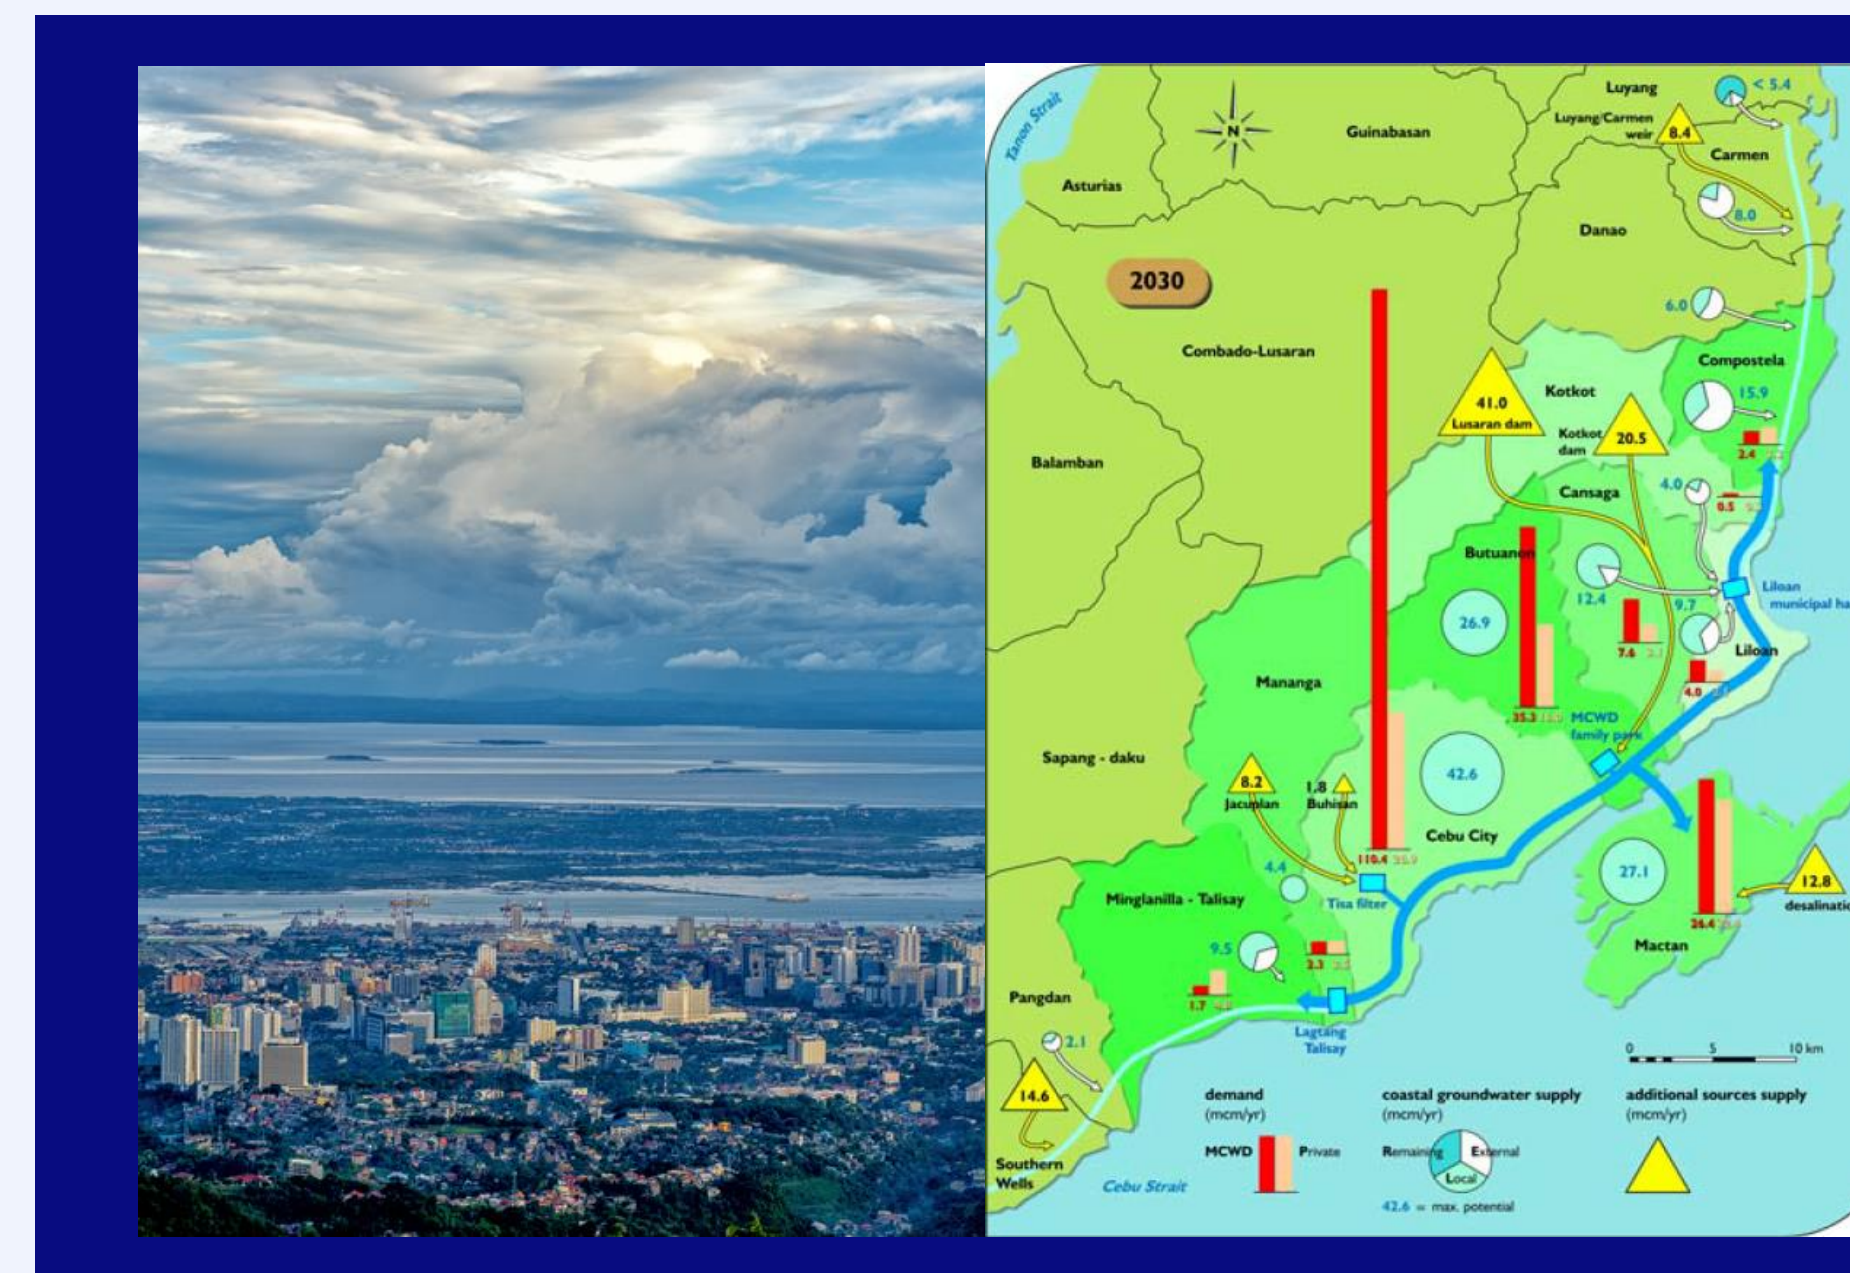 Tanon Strait
Luyang
< 5.4
Luyang/Carmen
weir
8.4
Carmen
Guinabasan
N
Asturias
8.0
Danao
2030
6.0
Combado-Lusaran
Compostela
15.9
Kotkot
41.0
Lusaran dam
Kotkot
dam
20.5
2.4
Balamban
Cansaga
4.0
0.5
Butuanon
Liloan
municipal
12.4
9.7
26.9
7.6
Liloan
4.0
Mananga
35.3
MCWD
family park
Sapang - daku
42.6
8.2
Jaculan
1.8
Buhisan
Cebu City
110.4
4.4
27.1
12.8
Minglanilla - Talisay
Tisa filter
26.4
Mactan
9.5
2.3
Pangdan
1.7
Lagtang
Talisay
2.1
0 5 10 km
14.6
demand
(mcm/yr)
coastal groundwater supply
(mcm/yr)
additional sources supply
(mcm/yr)
MCWD Private
Remaining External
Local
Southern
Wells
Cebu Strait
42.6 = max. potential